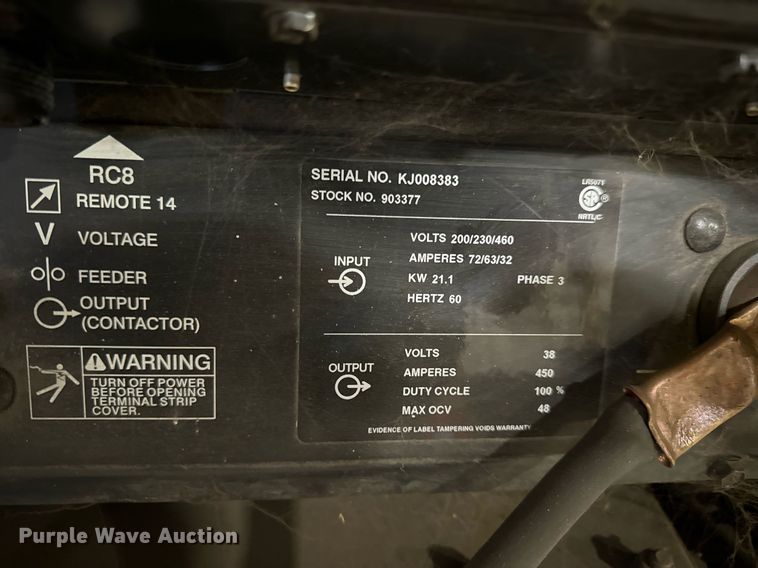 RC8
REMOTE 14
V VOLTAGE
FEEDER
OUTPUT
(CONTACTOR)
WARNING
TURN OFF POWER
BEFORE OPENING
TERMINAL STRIP
COVER.
SERIAL NO. KJ008383
STOCK NO. 903377
LR5071
SA ®
NRTL/C
INPUT
VOLTS 200/230/460
AMPERES 72/63/32
KW 21.1 PHASE 3
HERTZ 60
OUTPUT
VOLTS 38
AMPERES 450
DUTY CYCLE 100 %
MAX OCV 48
EVIDENCE OF LABEL TAMPERING VOIDS WARRANTY
Purple Wave Auction